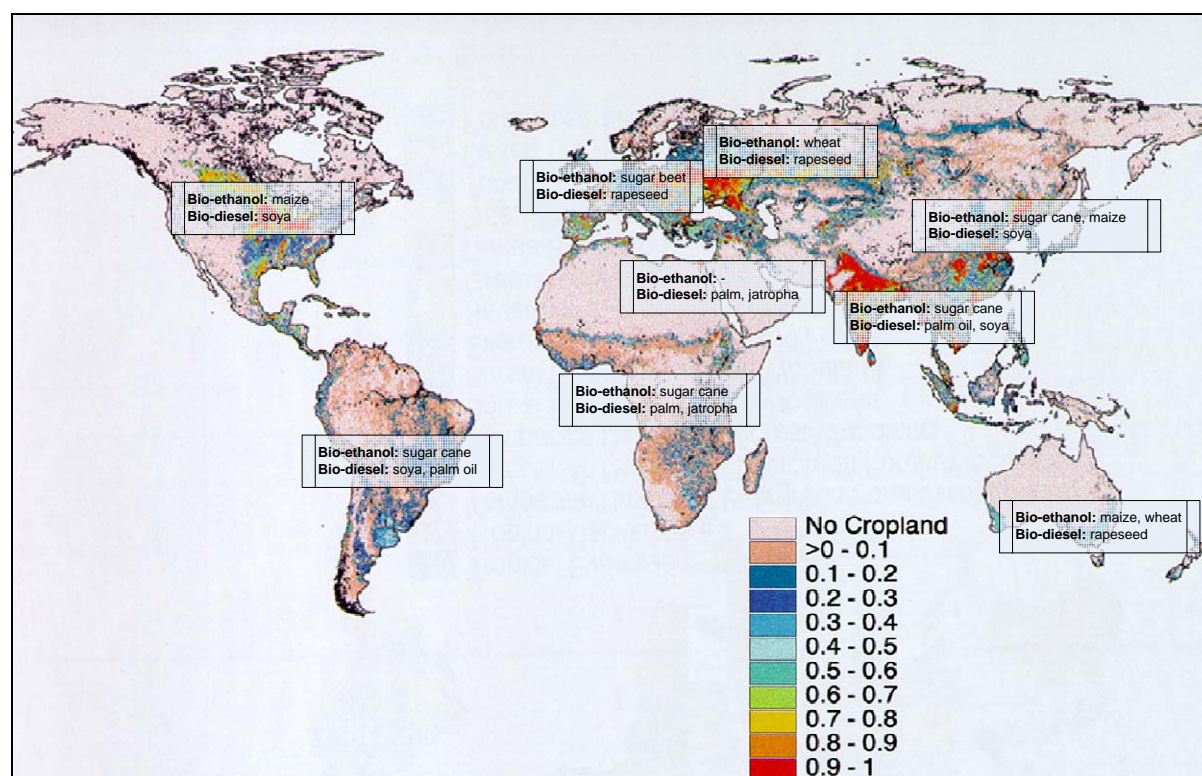 Bio-ethanol: wheat
Bio-diesel: rapeseed
Bio-ethanol: sugar beet
Bio-diesel: rapeseed
Bio-ethanol: maize
Bio-diesel: soya
Bio-ethanol: sugar cane, maize
Bio-diesel: soya
Bio-ethanol: -
Bio-diesel: palm, jatropha
Bio-ethanol: sugar cane
Bio-diesel: palm oil, soya
Bio-ethanol: sugar cane
Bio-diesel: palm, jatropha
Bio-ethanol: sugar cane
Bio-diesel: soya, palm oil
Bio-ethanol: maize, wheat
Bio-diesel: rapeseed
No Cropland
>0 - 0.1
0.1 - 0.2
0.2 - 0.3
0.3 - 0.4
0.4 - 0.5
0.5 - 0.6
0.6 - 0.7
0.7 - 0.8
0.8 - 0.9
0.9 - 1